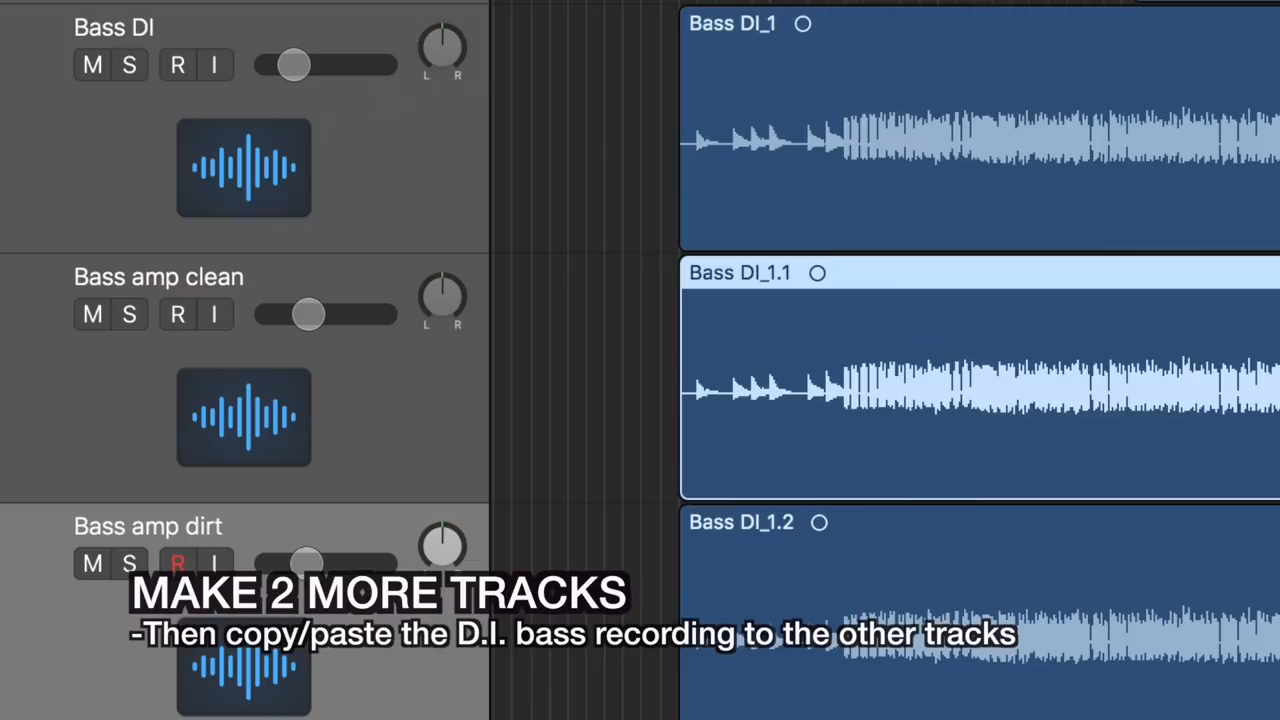 Bass DI
M S R I
L R
Bass DI_1
Bass amp clean
M S R I
L R
Bass DI_1.1
Bass amp dirt
M S R I
Bass DI_1.2
MAKE 2 MORE TRACKS
-Then copy/paste the D.I. bass recording to the other tracks